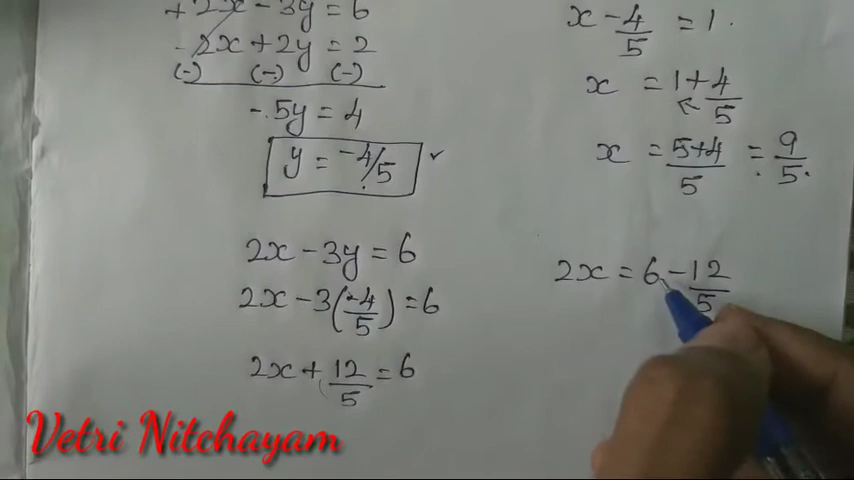 +2x - 3y = 6
- 2x + 2y = 2
(-) (-) (-)
- 5y = 4
y = -4/5 ✓
2x - 3y = 6
2x - 3(-4/5) = 6
2x + 12/5 = 6
x - 4/5 = 1.
x = 1 + 4/5
x = 5+4/5 = 9/5.
2x = 6 - 12/5
Vetri Nitchayam